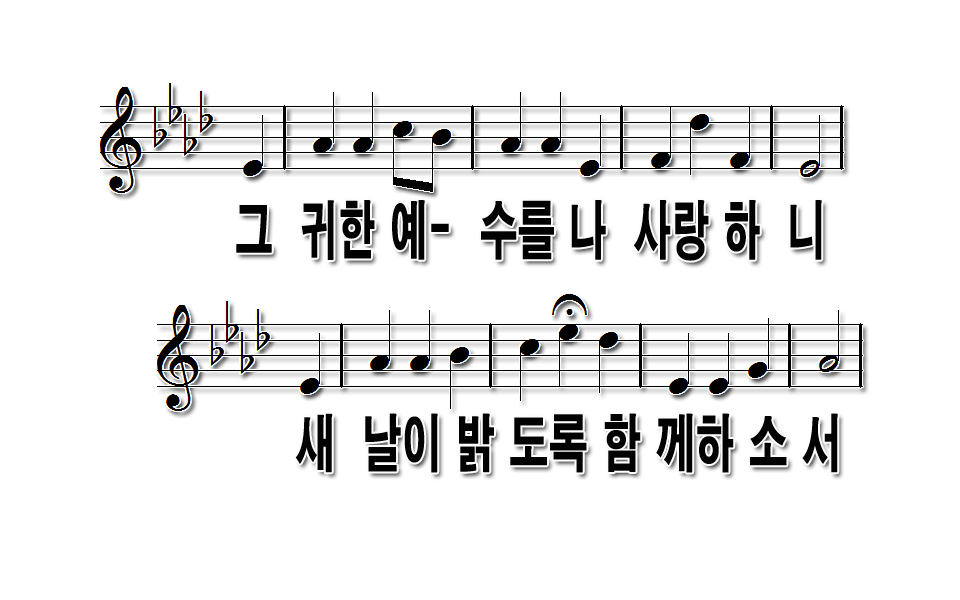 그 귀한 예- 수를 나 사랑 하 니
새 날이 밝 도록 함 께하 소 서